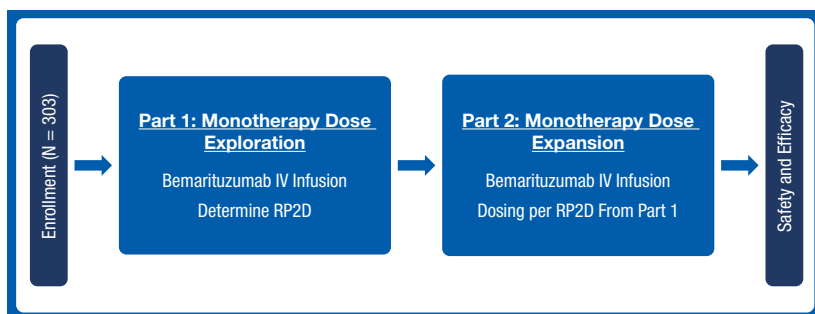 Enrollment (N = 303)
Part 1: Monotherapy Dose
Exploration
Bemarituzumab IV Infusion
Determine RP2D
Part 2: Monotherapy Dose
Expansion
Bemarituzumab IV Infusion
Dosing per RP2D From Part 1
Safety and Efficacy